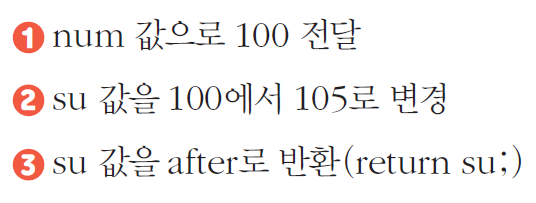 ❶ num 값으로 100 전달
❷ su 값을 100에서 105로 변경
❸ su 값을 after로 반환(return su;)